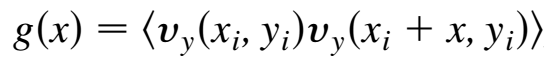 g(x) = ⟨υ_y(x_i, y_i)υ_y(x_i + x, y_i)⟩